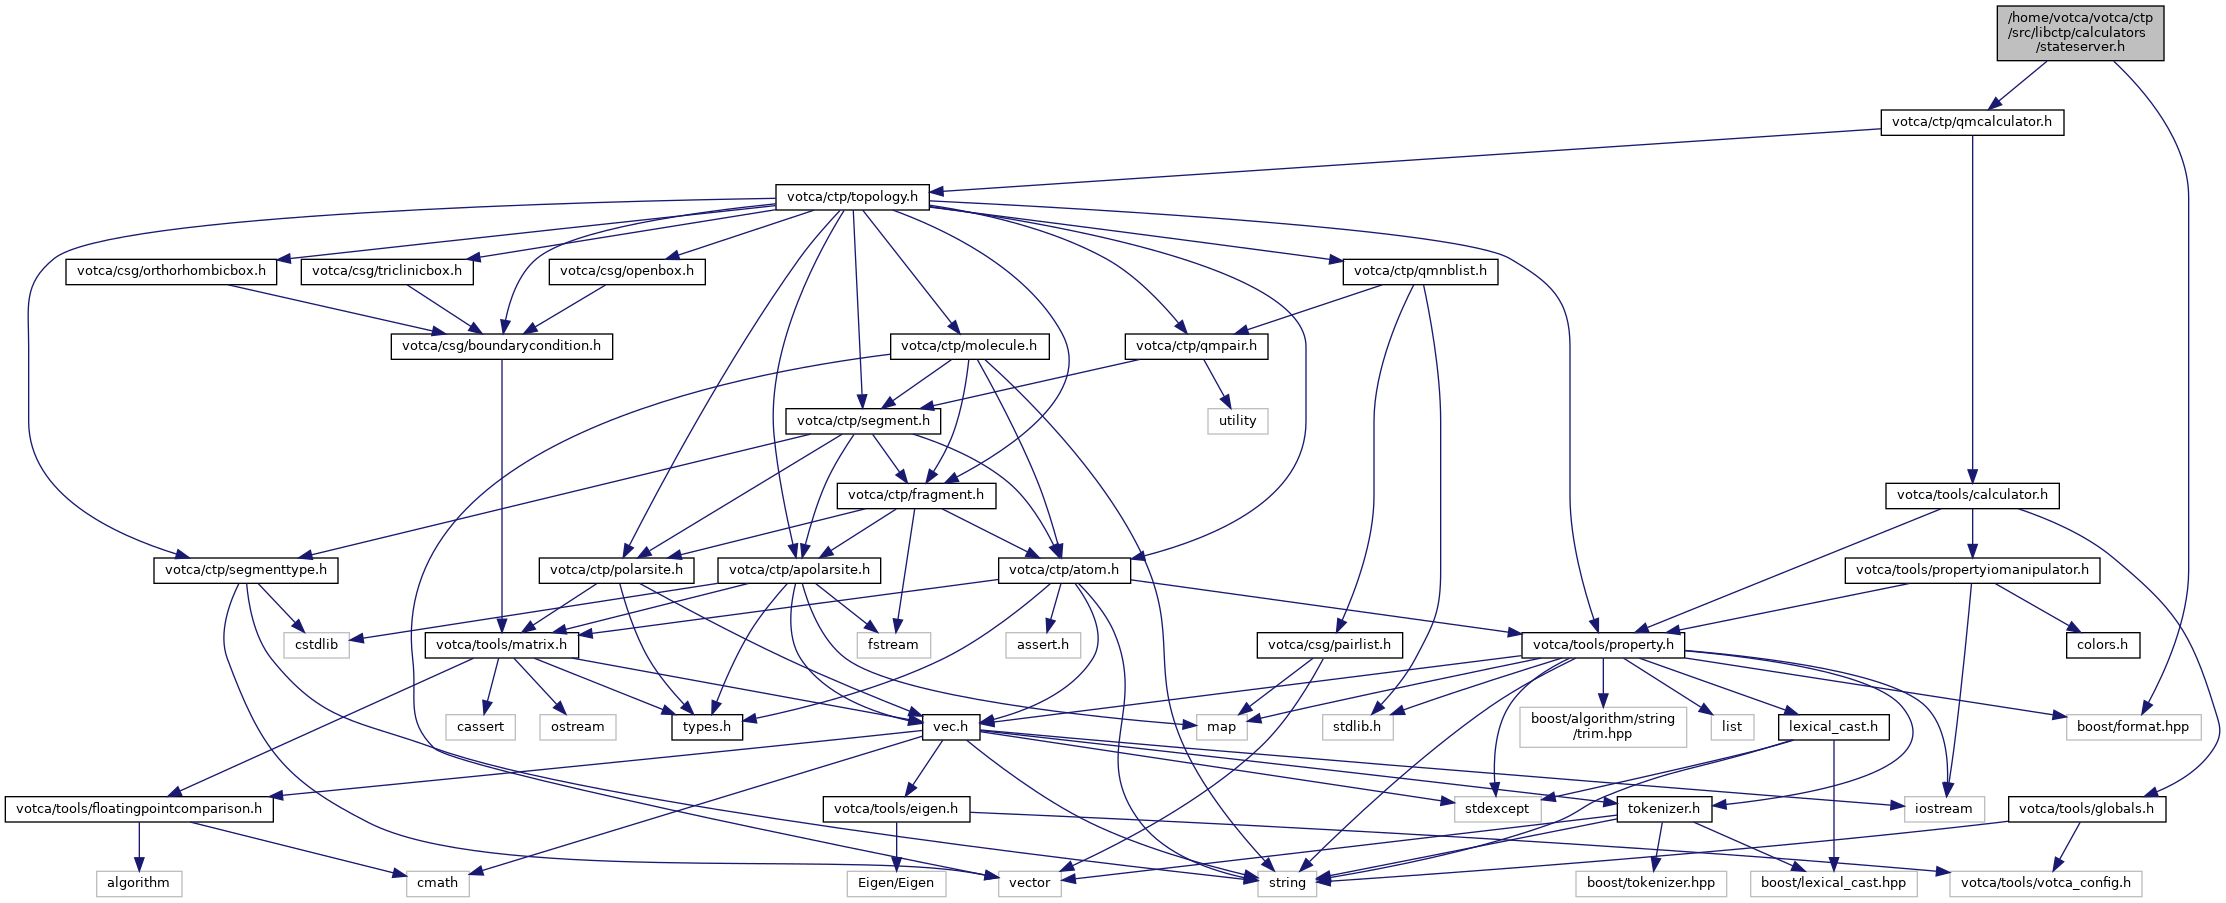 /home/votca/votca/ctp
/src/libctp/calculators
/stateserver.h
votca/ctp/qmcalculator.h
votca/ctp/topology.h
votca/csg/orthorhombicbox.h
votca/csg/triclinicbox.h
votca/csg/openbox.h
votca/ctp/qmnblist.h
votca/csg/boundarycondition.h
votca/ctp/molecule.h
votca/ctp/qmpair.h
votca/ctp/segment.h
utility
votca/ctp/fragment.h
votca/tools/calculator.h
votca/ctp/segmenttype.h
votca/ctp/polarsite.h
votca/ctp/apolarsite.h
votca/ctp/atom.h
votca/tools/propertyiomanipulator.h
cstdlib
votca/tools/matrix.h
fstream
assert.h
votca/csg/pairlist.h
votca/tools/property.h
colors.h
cassert
ostream
types.h
vec.h
map
stdlib.h
boost/algorithm/string
/trim.hpp
list
lexical_cast.h
boost/format.hpp
votca/tools/floatingpointcomparison.h
votca/tools/eigen.h
stdexcept
tokenizer.h
iostream
votca/tools/globals.h
algorithm
cmath
Eigen/Eigen
vector
string
boost/tokenizer.hpp
boost/lexical_cast.hpp
votca/tools/votca_config.h